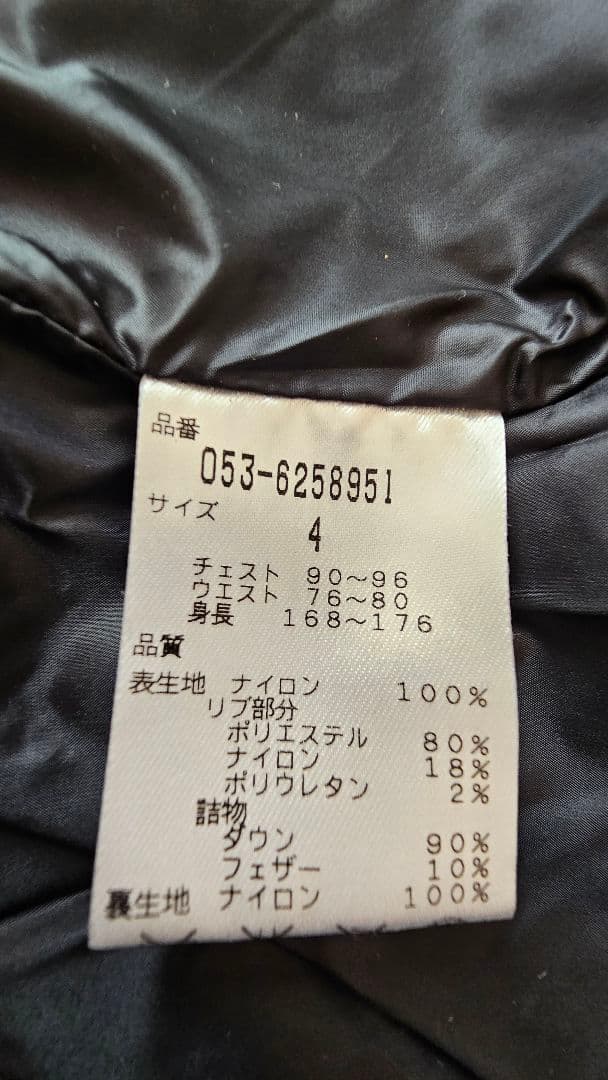 品番
053-6258951
サイズ
4
チェスト 90~96
ウエスト 76~80
身長 168~176
品質
表生地 ナイロン 100%
リブ部分
ポリエステル 80%
ナイロン 18%
ポリウレタン 2%
詰物
ダウン 90%
フェザー 10%
裏生地 ナイロン 100%